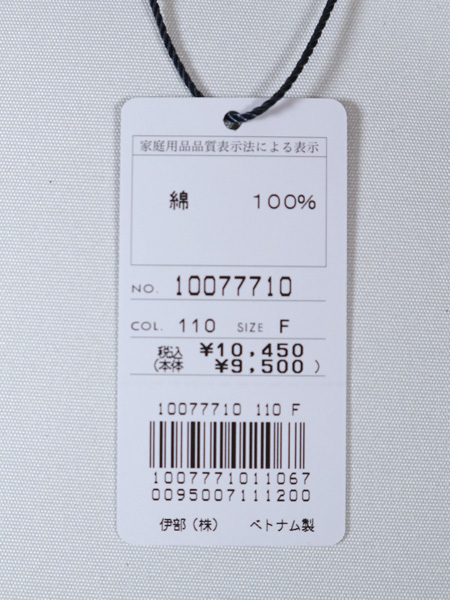 家庭用品品質表示法による表示
綿 100%
NO. 10077710
COL. 110 SIZE F
税込 ¥10,450
(本体 ¥9,500)
10077710 110 F
1007771011067
0095007111200
伊部(株) ベトナム製